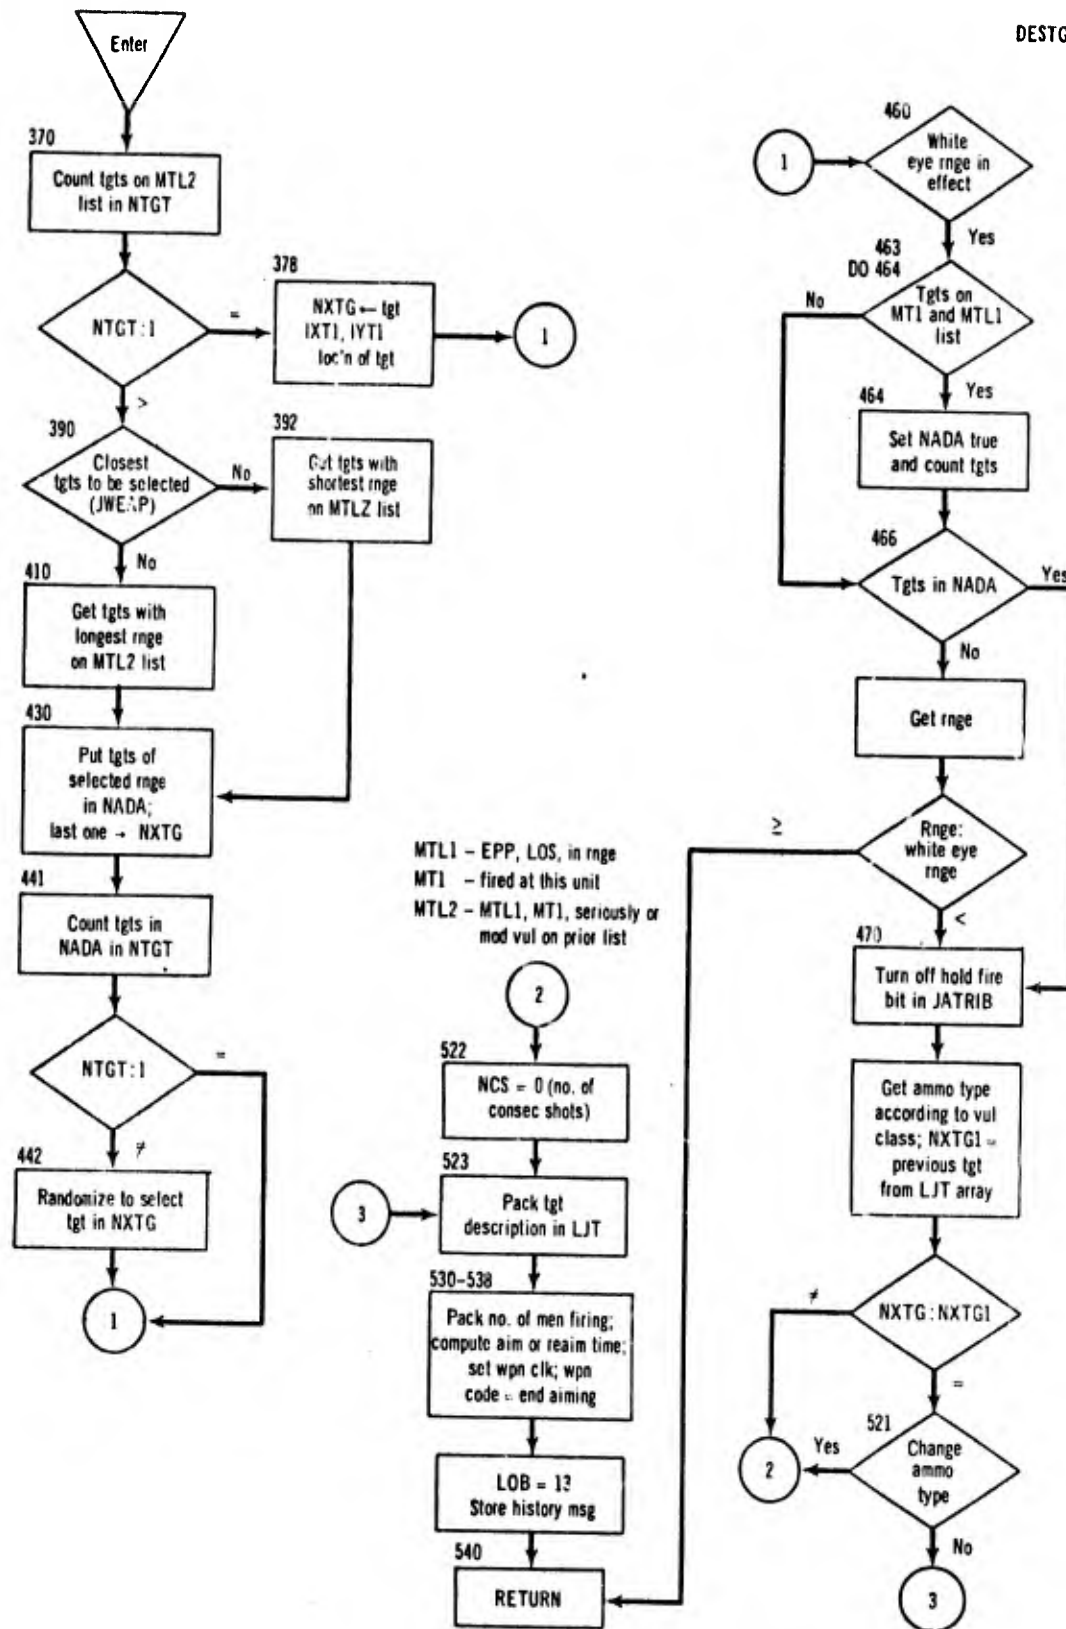 DESTG
Enter
370
Count tgts on MTL2
list in NTGT
NTGT:1
=
378
NXTG ← tgt
IXT1, IYT1
loc'n of tgt
1
>
390
Closest
tgts to be selected
(JWEAP)
No
392
Get tgts with
shortest rnge
on MTLZ list
No
410
Get tgts with
longest rnge
on MTL2 list
430
Put tgts of
selected rnge
in NADA;
last one → NXTG
441
Count tgts in
NADA in NTGT
NTGT:1
=
≠
442
Randomize to select
tgt in NXTG
1
MTL1 – EPP, LOS, in rnge
MT1 – fired at this unit
MTL2 – MTL1, MT1, seriously or
mod vul on prior list
2
522
NCS = 0 (no. of
consec shots)
523
3
Pack tgt
description in LJT
530–538
Pack no. of men firing;
compute aim or reaim time;
set wpn clk; wpn
code = end aiming
LOB = 13
Store history msg
540
RETURN
460
1
White
eye rnge in
effect
Yes
463
DO 464
No
Tgts on
MT1 and MTL1
list
Yes
464
Set NADA true
and count tgts
466
Tgts in NADA
Yes
No
Get rnge
≥
Rnge:
white eye
rnge
<
470
Turn off hold fire
bit in JATRIB
Get ammo type
according to vul
class; NXTG1 =
previous tgt
from LJT array
≠
NXTG:NXTG1
=
521
Yes
Change
ammo
type
2
No
3